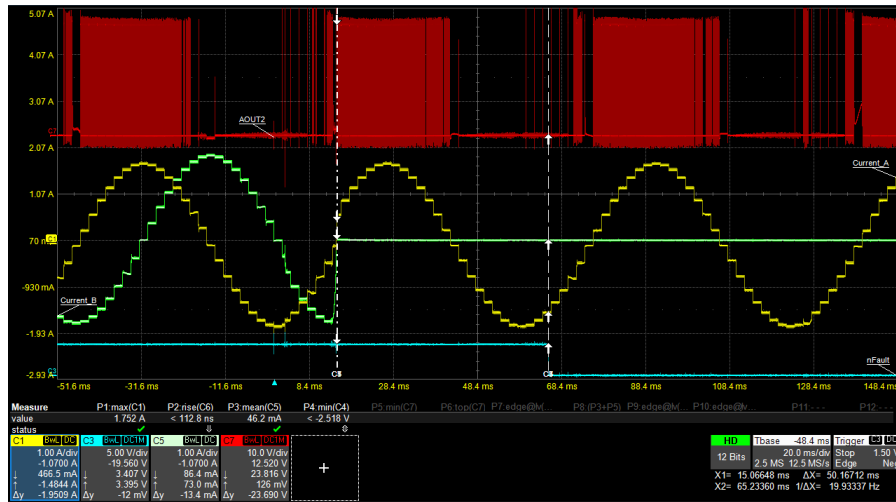 5.07 A
4.07 A
3.07 A
AOUT2
2.07 A
Current_A
1.07 A
C1 70 mA
-930 mA
Current_B
-1.93 A
nFault
C3 -2.93 A
-51.6 ms -31.6 ms -11.6 ms 8.4 ms 28.4 ms 48.4 ms 68.4 ms 88.4 ms 108.4 ms 128.4 ms 148.4 ms
Measure P1:max(C1) P2:rise(C6) P3:mean(C5) P4:min(C4) P5:min(C7) P6:top(C7) P8:(P3+P5) P11:- - -
value 1.752 A < 112.8 ns 46.2 mA < -2.518 V
status
C1 BwL DC C3 BwL DC1M C5 BwL DC C7 BwL DC1M
1.00 A/div 5.00 V/div 1.00 A/div 10.0 V/div
-1.0700 A -19.560 V -1.0700 A 12.520 V
↓ 466.5 mA ↓ 3.407 V ↓ 86.4 mA ↓ 23.816 V
↑ -1.4844 A ↑ 3.395 V ↑ 73.0 mA ↑ 126 mV
Δy -1.9509 A Δy -12 mV Δy -13.4 mA Δy -23.690 V
HD Tbase -48.4 ms Trigger C3
12 Bits 20.0 ms/div Stop 1.50
2.5 MS 12.5 MS/s Edge
X1= 15.06648 ms ΔX= 50.16712 ms
X2= 65.23360 ms 1/ΔX= 19.93337 Hz